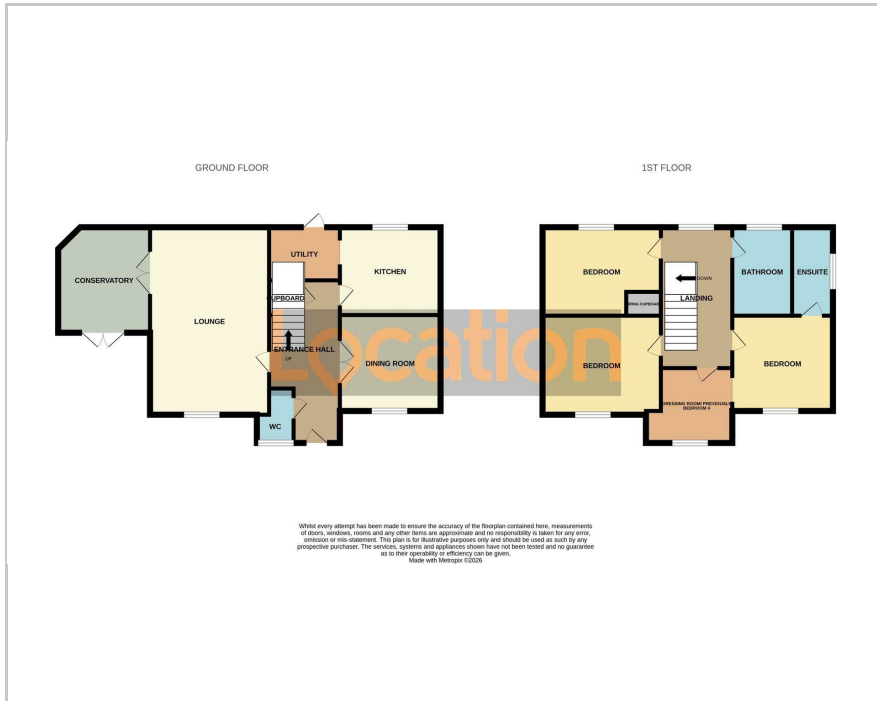 GROUND FLOOR
1ST FLOOR
CONSERVATORY
LOUNGE
UTILITY
KITCHEN
CUPBOARD
ENTRANCE HALL
UP
DINING ROOM
WC
BEDROOM
DOWN
LANDING
BATHROOM
ENSUITE
CUPBOARD
BEDROOM
BEDROOM
DRESSING ROOM/ PREVIOUSLY
BEDROOM 4
Location
Whilst every attempt has been made to ensure the accuracy of the floorplan contained here, measurements
of doors, windows, rooms and any other items are approximate and no responsibility is taken for any error,
omission or mis-statement. This plan is for illustrative purposes only and should be used as such by any
prospective purchaser. The services, systems and appliances shown have not been tested and no guarantee
as to their operability or efficiency can be given.
Made with Metropix ©2026